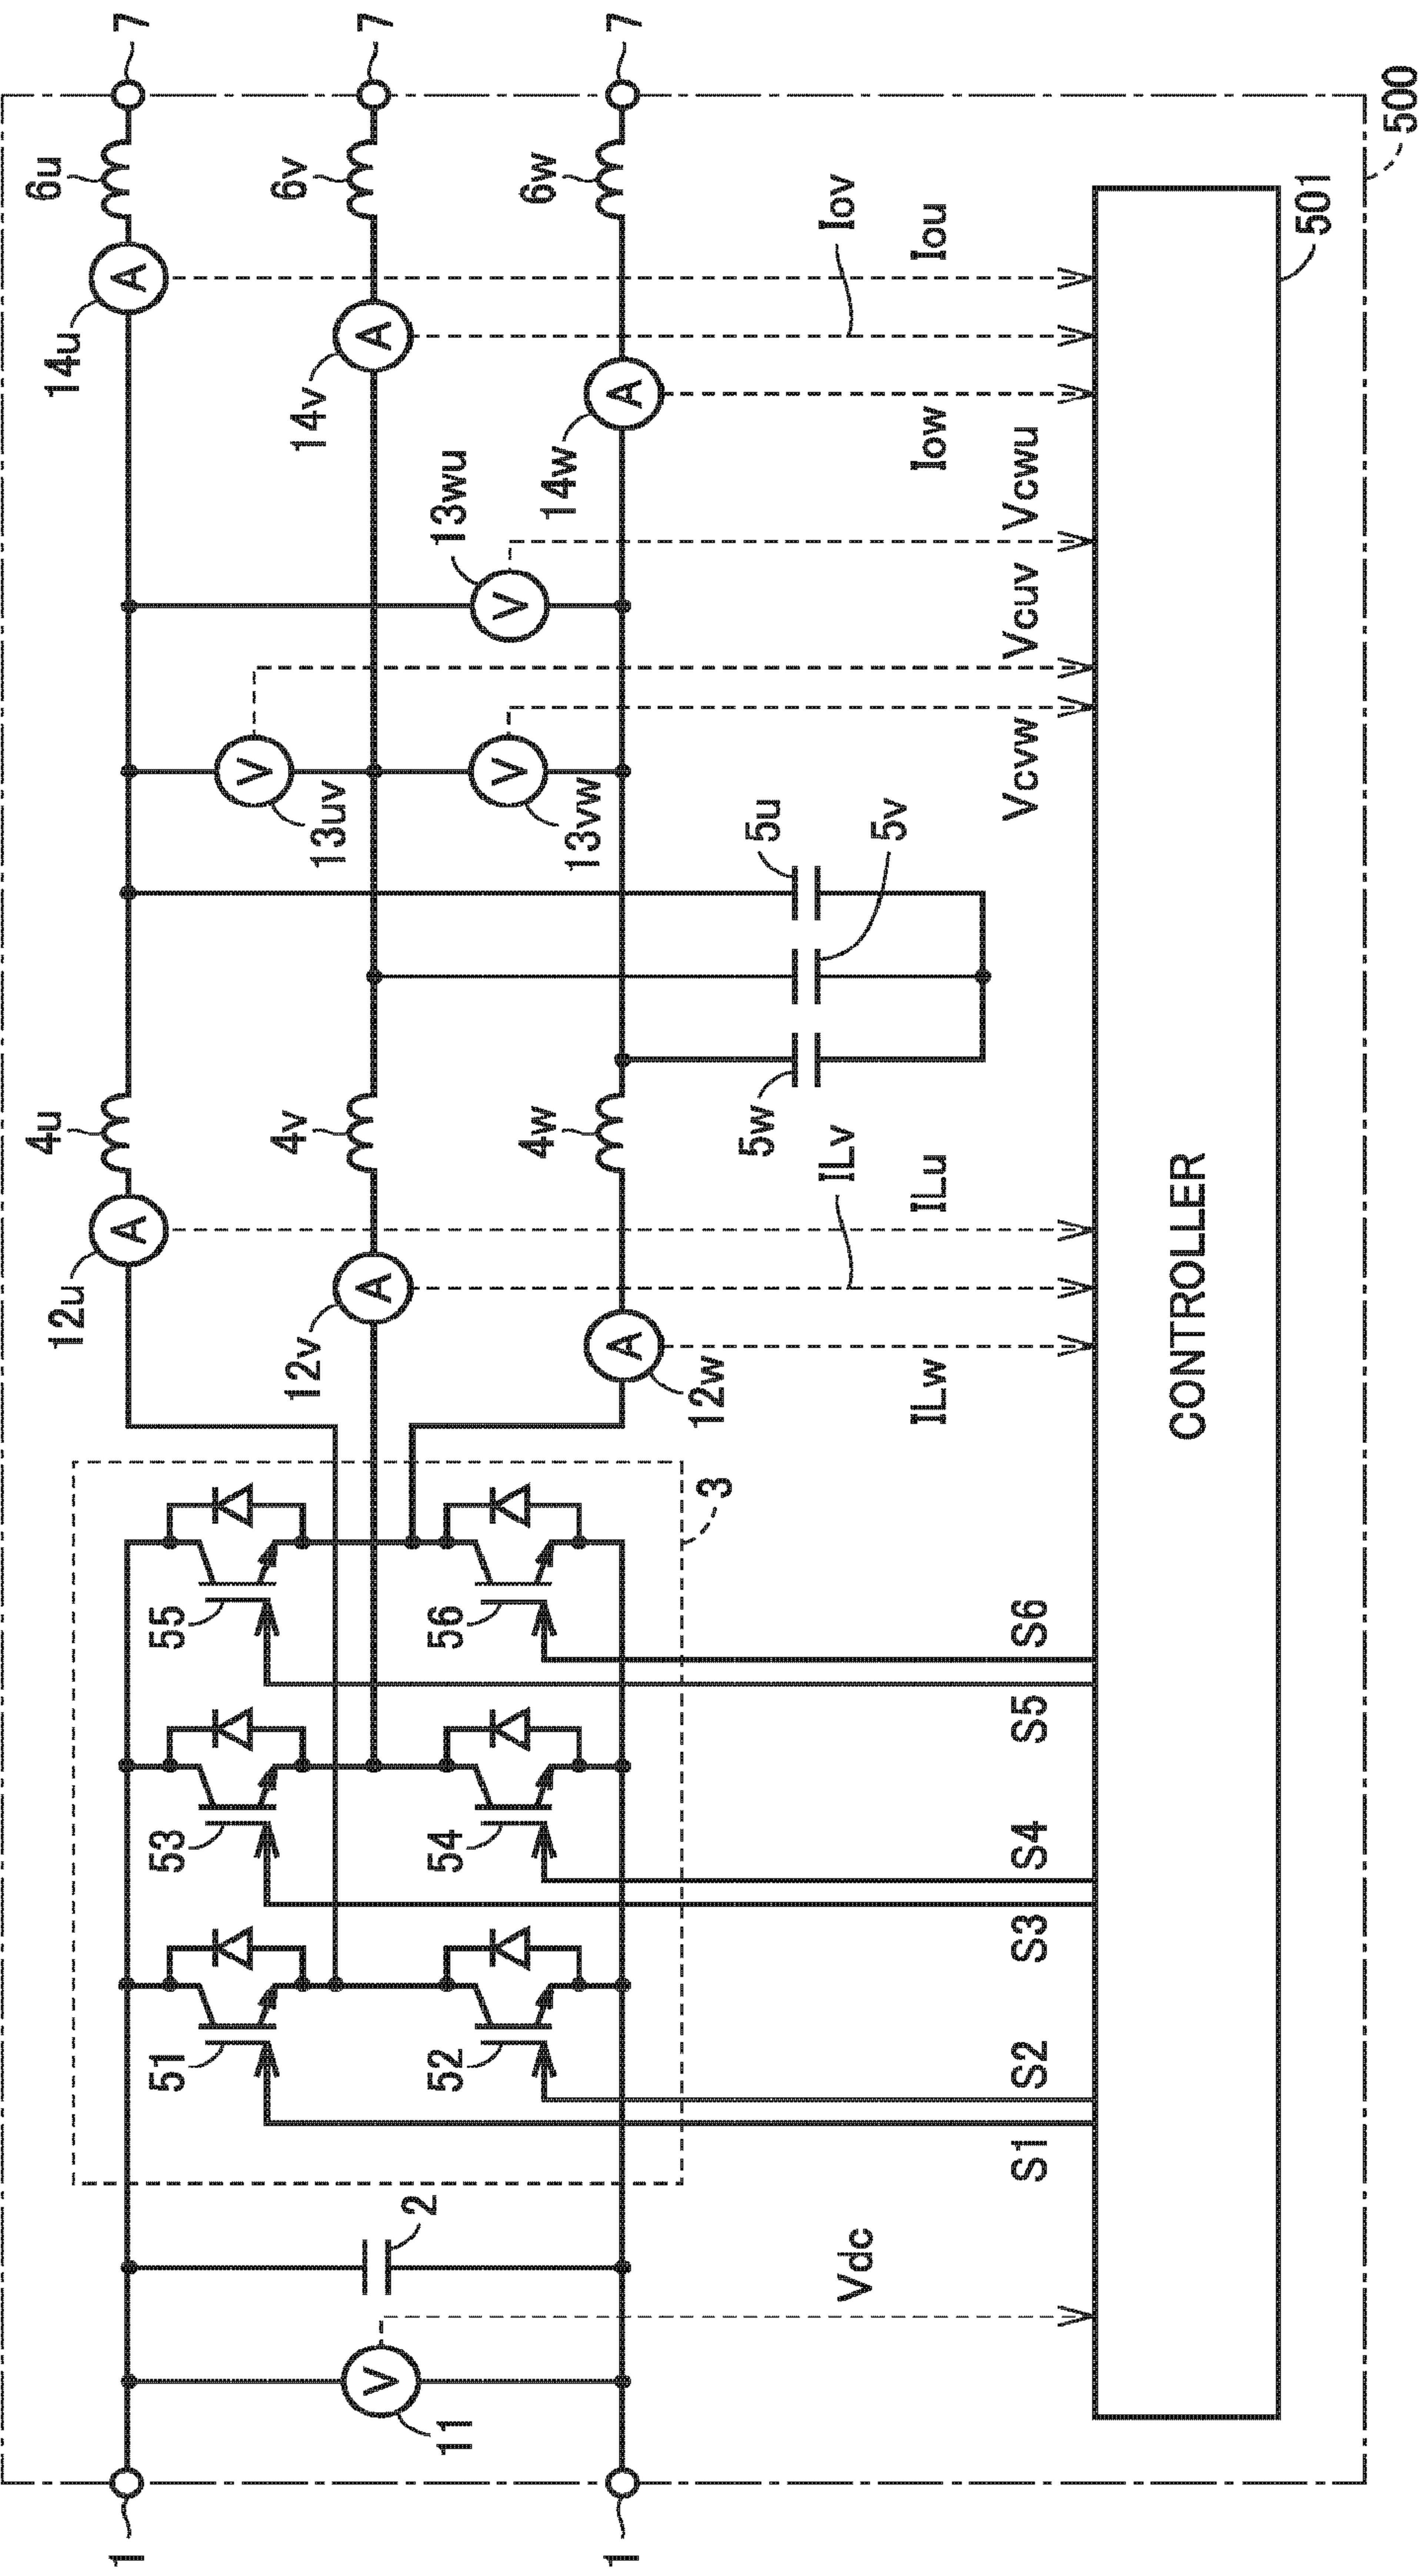 1
1
11
V
2
Vdc
3
51
52
53
54
55
56
S1
S2
S3
S4
S5
S6
12u
A
12v
A
12w
A
ILw
ILv
ILu
4u
4v
4w
5w
5u
5v
13uv
V
13vw
V
13wu
V
Vcvw
Vcuv
Vcwu
14u
A
14v
A
14w
A
Iow
Iov
Iou
6u
6v
6w
7
7
7
CONTROLLER
501
500